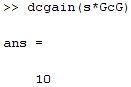 >> dcgain(s*GcG)
ans =
10